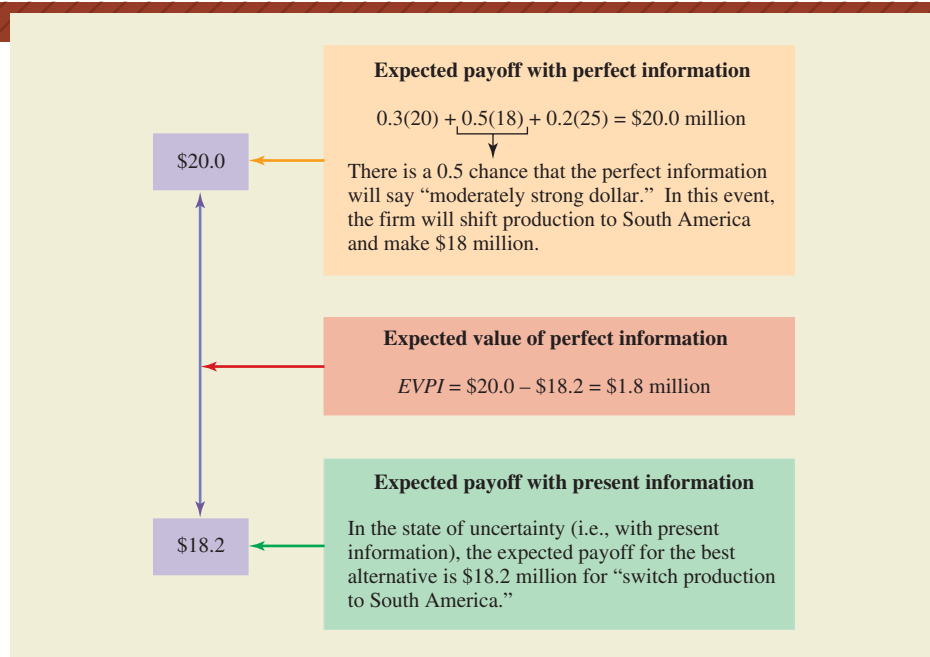 Expected payoff with perfect information
0.3(20) + 0.5(18) + 0.2(25) = $20.0 million
$20.0
There is a 0.5 chance that the perfect information
will say “moderately strong dollar.” In this event,
the firm will shift production to South America
and make $18 million.
Expected value of perfect information
EVPI = $20.0 – $18.2 = $1.8 million
Expected payoff with present information
$18.2
In the state of uncertainty (i.e., with present
information), the expected payoff for the best
alternative is $18.2 million for “switch production
to South America.”